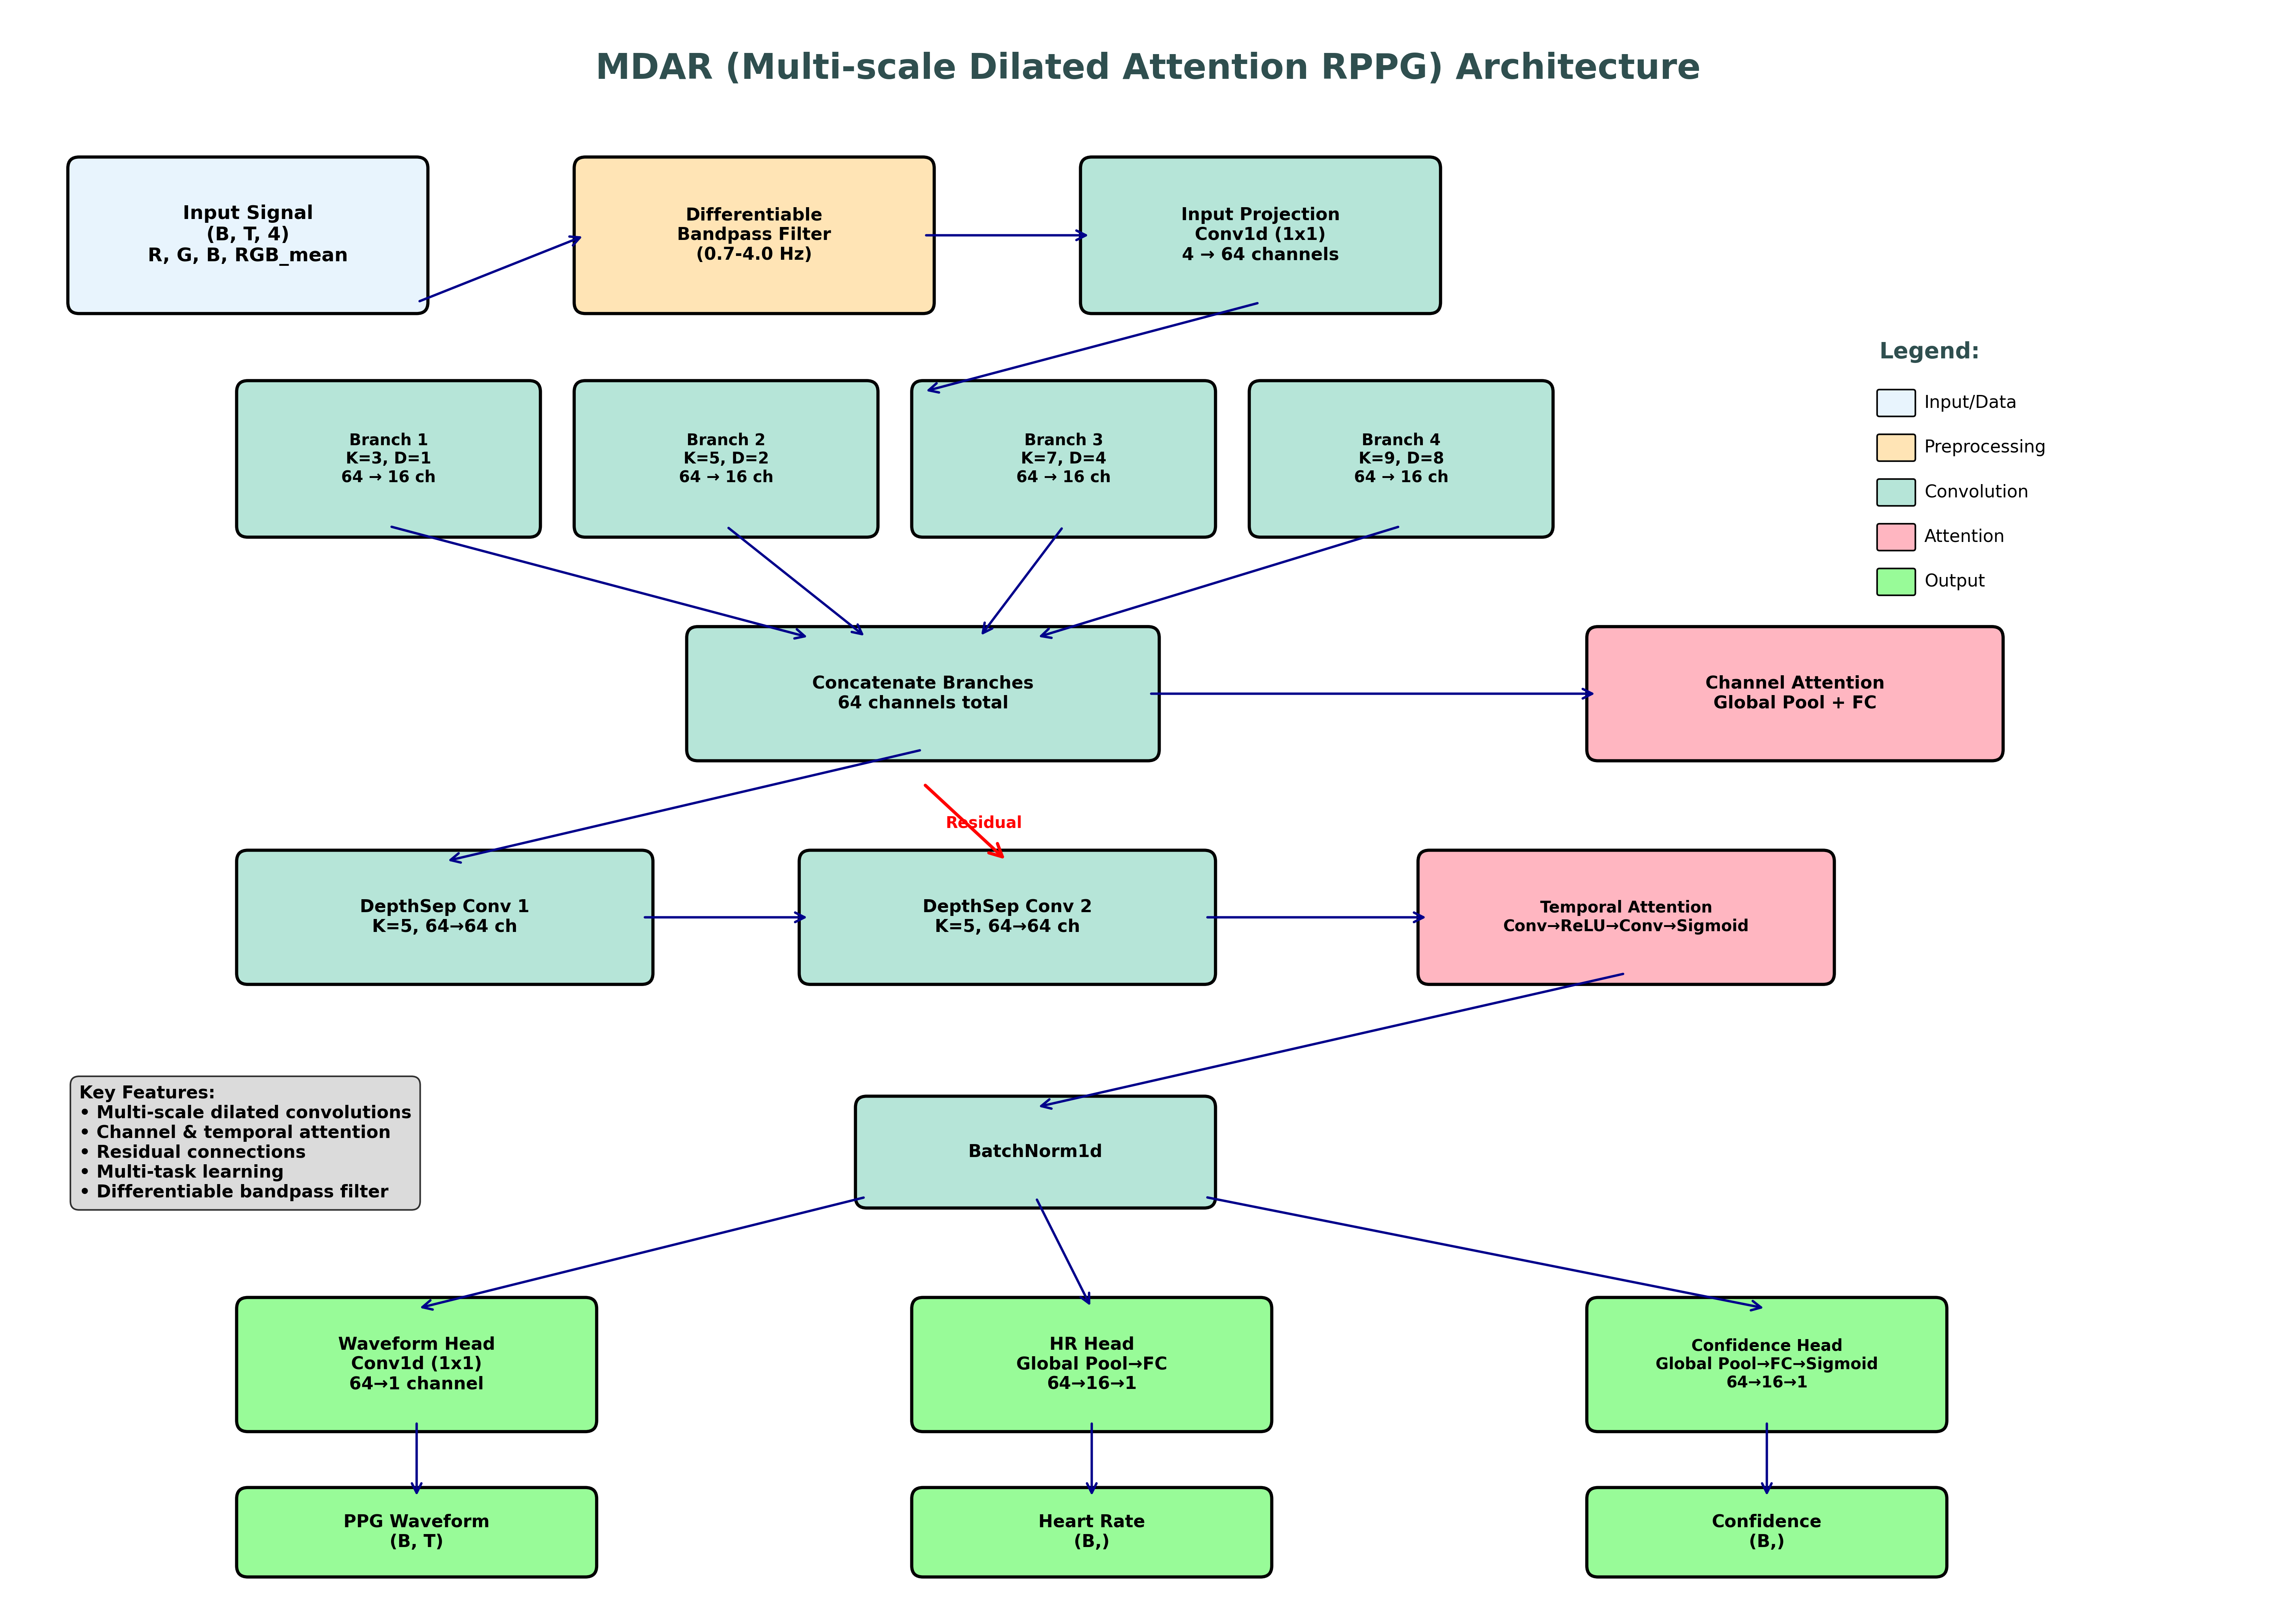 MDAR (Multi-scale Dilated Attention RPPG) Architecture
Input Signal
(B, T, 4)
R, G, B, RGB_mean
Differentiable
Bandpass Filter
(0.7-4.0 Hz)
Input Projection
Conv1d (1x1)
4 → 64 channels
Legend:
Input/Data
Preprocessing
Convolution
Attention
Output
Branch 1
K=3, D=1
64 → 16 ch
Branch 2
K=5, D=2
64 → 16 ch
Branch 3
K=7, D=4
64 → 16 ch
Branch 4
K=9, D=8
64 → 16 ch
Concatenate Branches
64 channels total
Channel Attention
Global Pool + FC
Residual
DepthSep Conv 1
K=5, 64→64 ch
DepthSep Conv 2
K=5, 64→64 ch
Temporal Attention
Conv→ReLU→Conv→Sigmoid
Key Features:
• Multi-scale dilated convolutions
• Channel & temporal attention
• Residual connections
• Multi-task learning
• Differentiable bandpass filter
BatchNorm1d
Waveform Head
Conv1d (1x1)
64→1 channel
HR Head
Global Pool→FC
64→16→1
Confidence Head
Global Pool→FC→Sigmoid
64→16→1
PPG Waveform
(B, T)
Heart Rate
(B,)
Confidence
(B,)